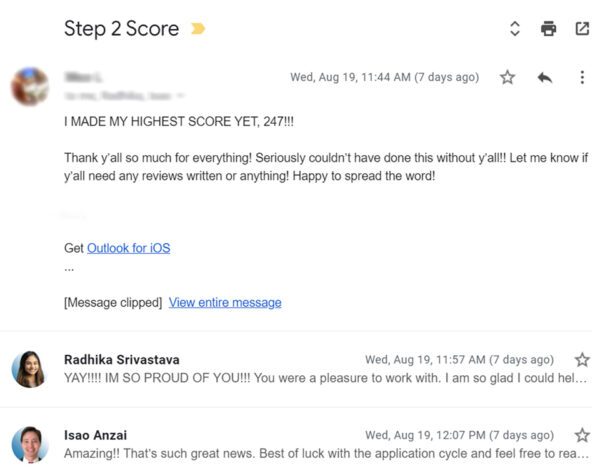 Step 2 Score
Wed, Aug 19, 11:44 AM (7 days ago)
I MADE MY HIGHEST SCORE YET, 247!!!
Thank y'all so much for everything! Seriously couldn't have done this without y'all!! Let me know if
y'all need any reviews written or anything! Happy to spread the word!
Get Outlook for iOS
...
[Message clipped] View entire message
Radhika Srivastava
Wed, Aug 19, 11:57 AM (7 days ago)
YAY!!!! IM SO PROUD OF YOU!!! You were a pleasure to work with. I am so glad I could hel...
Isao Anzai
Wed, Aug 19, 12:07 PM (7 days ago)
Amazing!! That's such great news. Best of luck with the application cycle and feel free to rea...